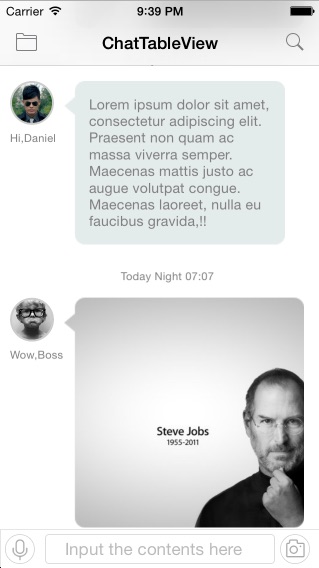 Carrier 9:39 PM
ChatTableView
Lorem ipsum dolor sit amet,
consectetur adipiscing elit.
Praesent non quam ac
massa viverra semper.
Maecenas mattis justo ac
augue volutpat congue.
Maecenas laoreet, nulla eu
faucibus gravida,!!
Hi,Daniel
Today Night 07:07
Wow,Boss
Steve Jobs
1955-2011
Input the contents here